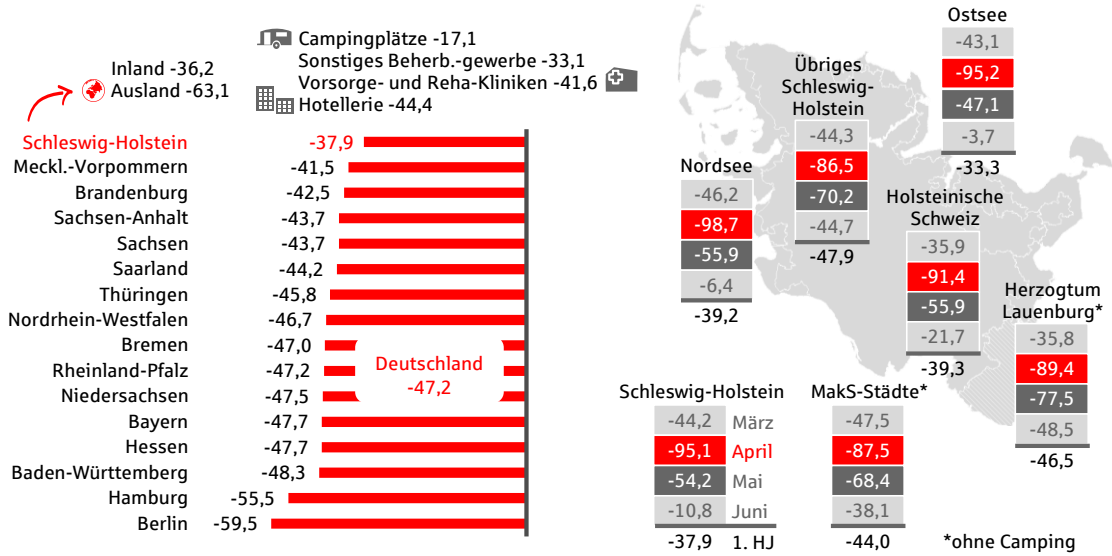 Inland -36,2
Ausland -63,1
Campingplätze -17,1
Sonstiges Beherb.-gewerbe -33,1
Vorsorge- und Reha-Kliniken -41,6
Hotellerie -44,4
Schleswig-Holstein -37,9
Meckl.-Vorpommern -41,5
Brandenburg -42,5
Sachsen-Anhalt -43,7
Sachsen -43,7
Saarland -44,2
Thüringen -45,8
Nordrhein-Westfalen -46,7
Bremen -47,0
Rheinland-Pfalz -47,2
Niedersachsen -47,5
Bayern -47,7
Hessen -47,7
Baden-Württemberg -48,3
Hamburg -55,5
Berlin -59,5
Deutschland
-47,2
Nordsee
-46,2
-98,7
-55,9
-6,4
-39,2
Übriges
Schleswig-
Holstein
-44,3
-86,5
-70,2
-44,7
-47,9
Ostsee
-43,1
-95,2
-47,1
-3,7
-33,3
Holsteinische
Schweiz
-35,9
-91,4
-55,9
-21,7
-39,3
Herzogtum
Lauenburg*
-35,8
-89,4
-77,5
-48,5
-46,5
Schleswig-Holstein
-44,2 März
-95,1 April
-54,2 Mai
-10,8 Juni
-37,9 1. HJ
MakS-Städte*
-47,5
-87,5
-68,4
-38,1
-44,0
*ohne Camping